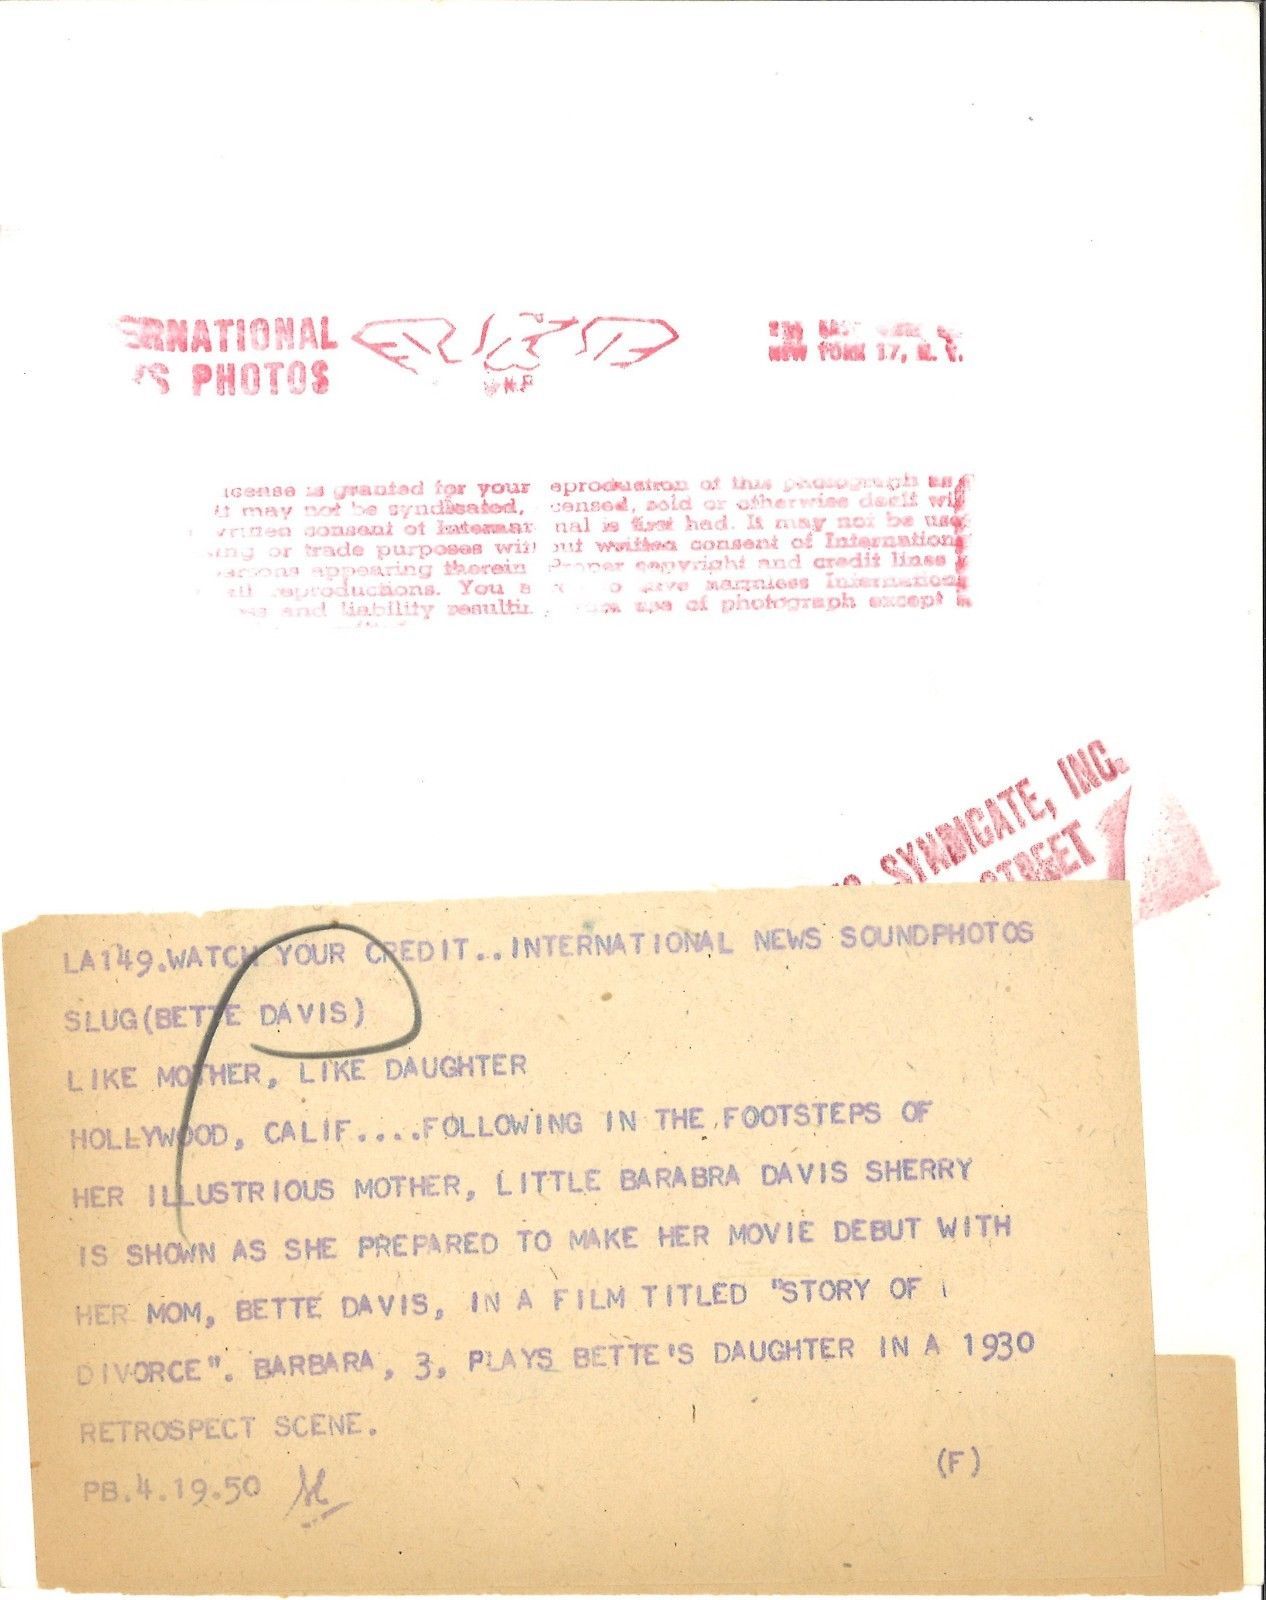 ERNATIONAL
S PHOTOS
NEW YORK 17, N. Y.
icense is granted for your eproduction of this photograph
it may not be syndicated, censed, sold or otherwise dealt wi
written consent of Internat nal is first had. It may not be use
ing or trade purposes with out written consent of Internation
ersons appearing therein Proper copyright and credit lines
all reproductions. You a
and liability resulti use of photograph except
SYNDICATE, INC.
STREET
LA149.WATCH YOUR CREDIT..INTERNATIONAL NEWS SOUNDPHOTOS
SLUG(BETTE DAVIS)
LIKE MOTHER, LIKE DAUGHTER
HOLLYWOOD, CALIF....FOLLOWING IN THE FOOTSTEPS OF
HER ILLUSTRIOUS MOTHER, LITTLE BARABRA DAVIS SHERRY
IS SHOWN AS SHE PREPARED TO MAKE HER MOVIE DEBUT WITH
HER MOM, BETTE DAVIS, IN A FILM TITLED "STORY OF
DIVORCE". BARBARA, 3, PLAYS BETTE'S DAUGHTER IN A 1930
RETROSPECT SCENE.
(F)
PB.4.19.50